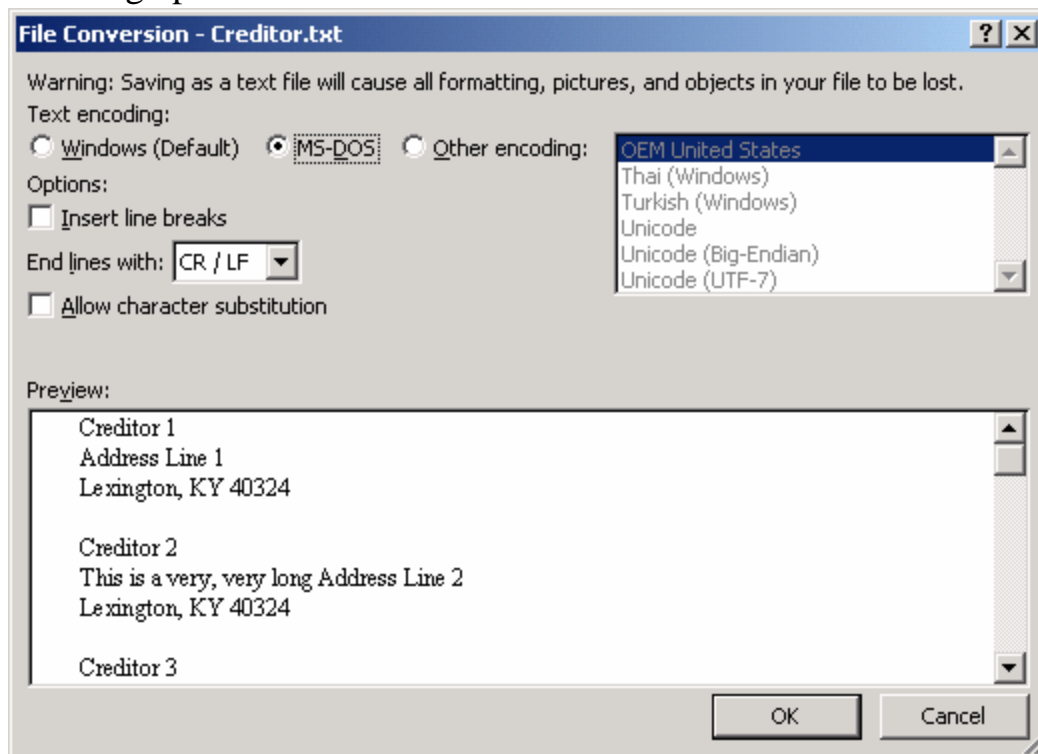 File Conversion - Creditor.txt
Warning: Saving as a text file will cause all formatting, pictures, and objects in your file to be lost.
Text encoding:
Windows (Default) MS-DOS Other encoding:
OEM United States
Thai (Windows)
Turkish (Windows)
Unicode
Unicode (Big-Endian)
Unicode (UTF-7)
Options:
Insert line breaks
End lines with: CR / LF
Allow character substitution
Preview:
Creditor 1
Address Line 1
Lexington, KY 40324
Creditor 2
This is a very, very long Address Line 2
Lexington, KY 40324
Creditor 3
OK Cancel